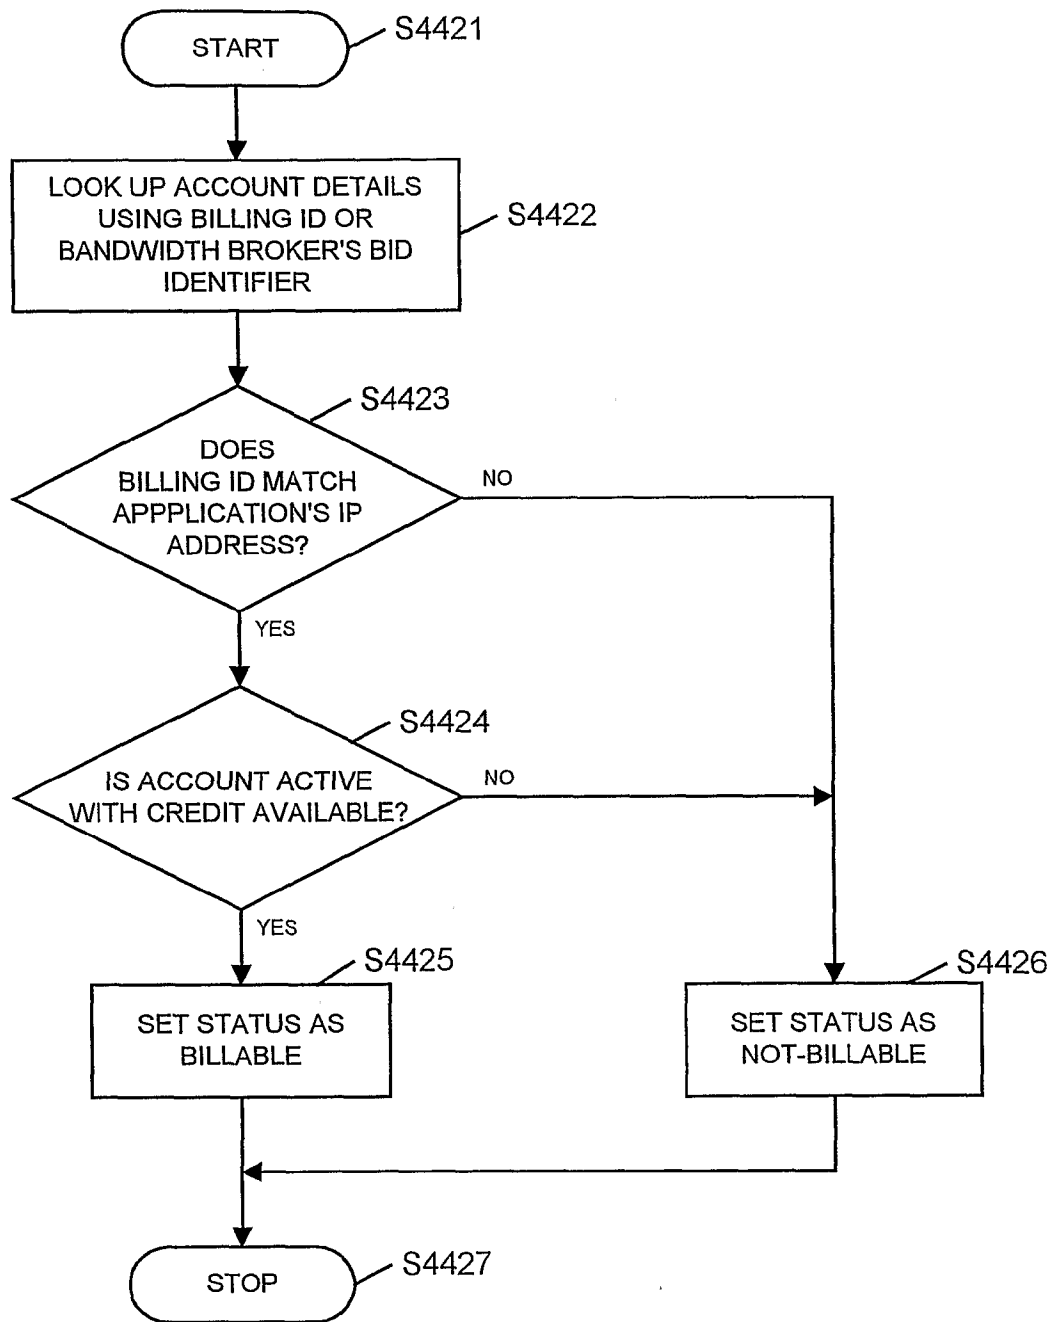 START
S4421
LOOK UP ACCOUNT DETAILS
USING BILLING ID OR
BANDWIDTH BROKER'S BID
IDENTIFIER
S4422
S4423
DOES
BILLING ID MATCH
APPPLICATION'S IP
ADDRESS?
NO
YES
S4424
IS ACCOUNT ACTIVE
WITH CREDIT AVAILABLE?
NO
YES
S4425
SET STATUS AS
BILLABLE
S4426
SET STATUS AS
NOT-BILLABLE
STOP
S4427